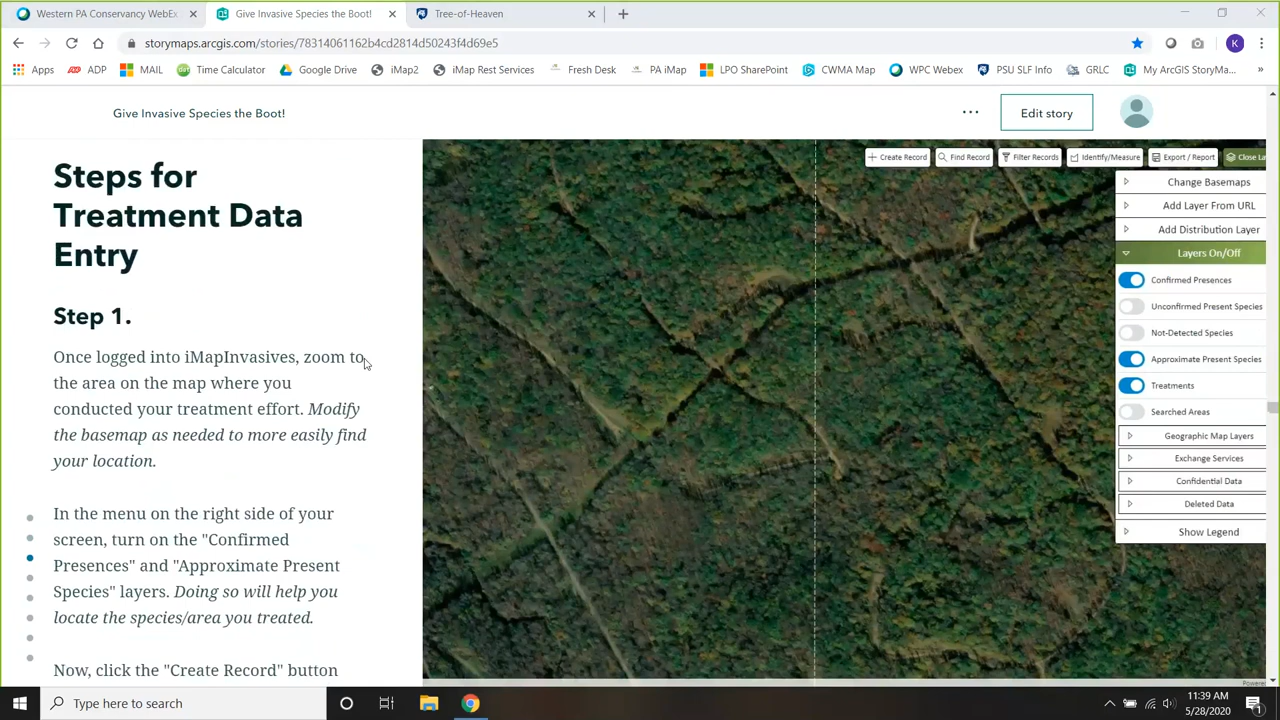 Western PA Conservancy WebEx
Give Invasive Species the Boot!
Tree-of-Heaven
storymaps.arcgis.com/stories/78314061162b4cd2814d50243f4d69e5
K
Apps
ADP
MAIL
Time Calculator
Google Drive
iMap2
iMap Rest Services
Fresh Desk
PA iMap
LPO SharePoint
CWMA Map
WPC Webex
PSU SLF Info
GRLC
My ArcGIS StoryMa...
Give Invasive Species the Boot!
Edit story
Steps for
Treatment Data
Entry
Step 1.
Once logged into iMapInvasives, zoom to
the area on the map where you
conducted your treatment effort. Modify
the basemap as needed to more easily find
your location.
In the menu on the right side of your
screen, turn on the "Confirmed
Presences" and "Approximate Present
Species" layers. Doing so will help you
locate the species/area you treated.
Now, click the "Create Record" button
Create Record
Find Record
Filter Records
Identify/Measure
Export / Report
Close La
Change Basemaps
Add Layer From URL
Add Distribution Layer
Layers On/Off
Confirmed Presences
Unconfirmed Present Species
Not-Detected Species
Approximate Present Species
Treatments
Searched Areas
Geographic Map Layers
Exchange Services
Confidential Data
Deleted Data
Show Legend
Powere
Type here to search
11:39 AM
5/28/2020